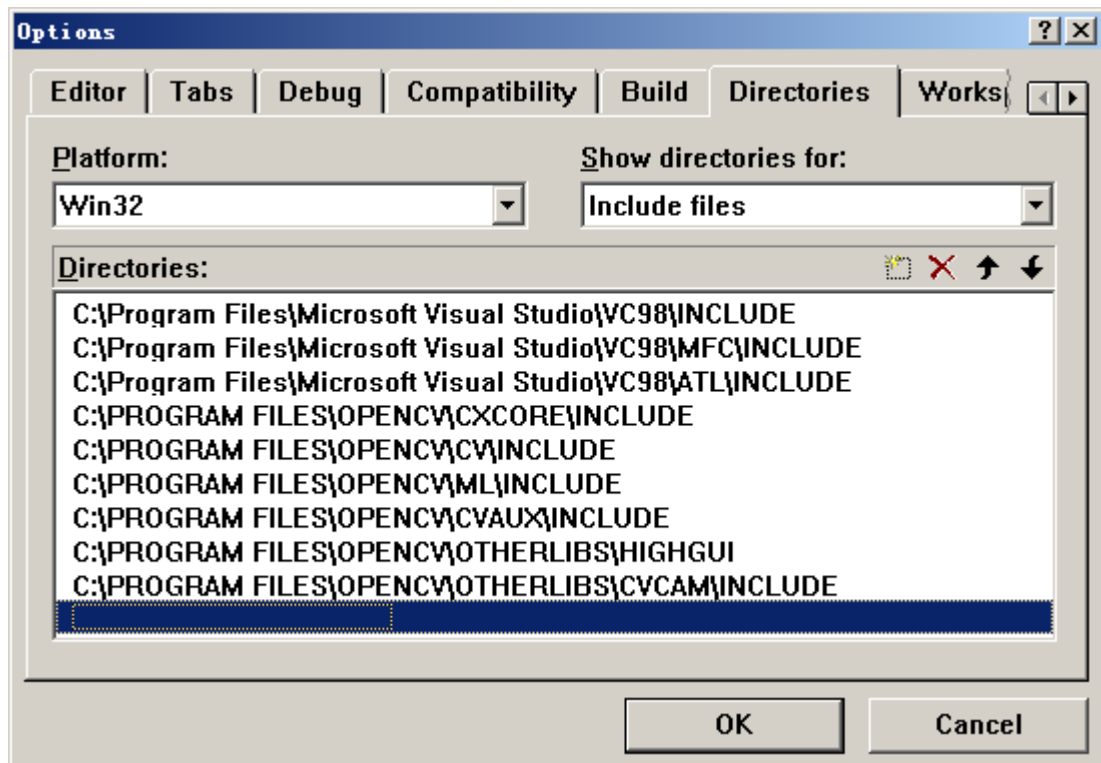 Options
Editor Tabs Debug Compatibility Build Directories Works
Platform: Show directories for:
Win32 Include files
Directories:
C:\Program Files\Microsoft Visual Studio\VC98\INCLUDE
C:\Program Files\Microsoft Visual Studio\VC98\MFC\INCLUDE
C:\Program Files\Microsoft Visual Studio\VC98\ATL\INCLUDE
C:\PROGRAM FILES\OPENCV\CXCORE\INCLUDE
C:\PROGRAM FILES\OPENCV\CV\INCLUDE
C:\PROGRAM FILES\OPENCV\ML\INCLUDE
C:\PROGRAM FILES\OPENCV\CVAUX\INCLUDE
C:\PROGRAM FILES\OPENCV\OTHERLIBS\HIGHGUI
C:\PROGRAM FILES\OPENCV\OTHERLIBS\CVCAM\INCLUDE
OK Cancel